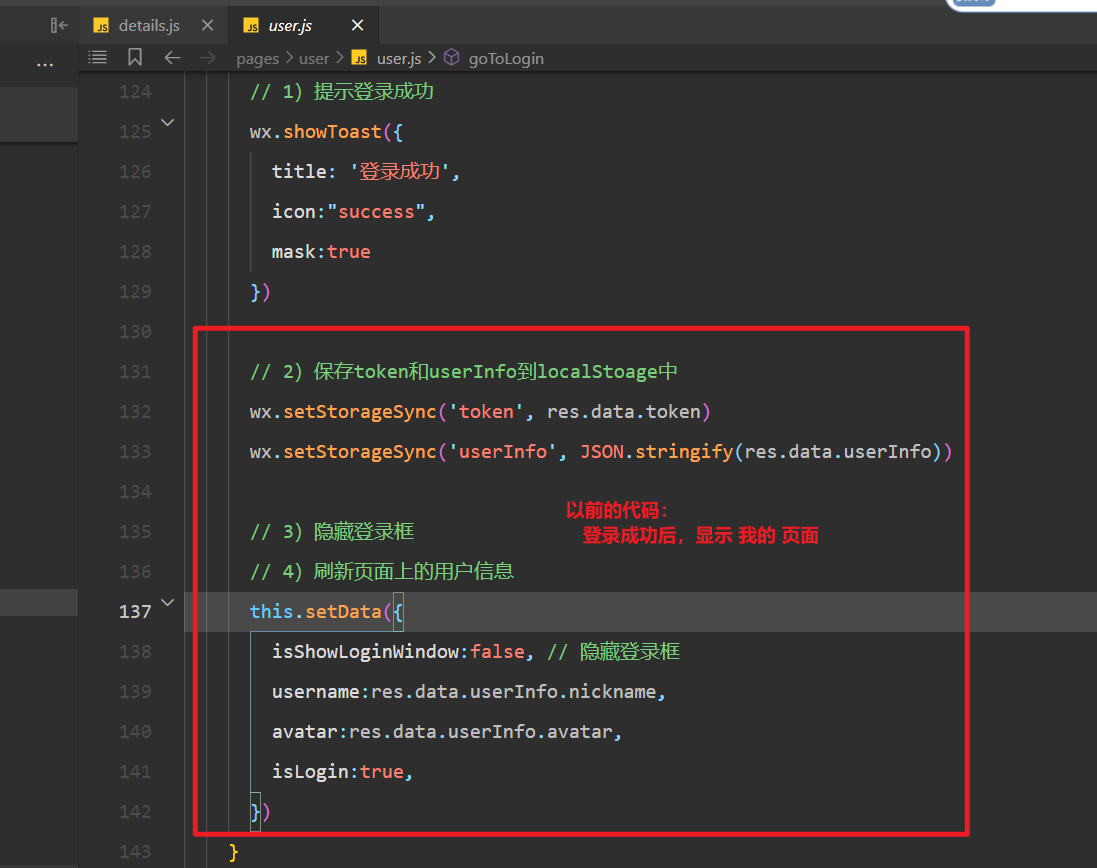 JS details.js × JS user.js ×
... pages > user > JS user.js > goToLogin
124 // 1) 提示登录成功
125 wx.showToast({
126 title: '登录成功',
127 icon:"success",
128 mask:true
129 })
130
131 // 2) 保存token和userInfo到localStoage中
132 wx.setStorageSync('token', res.data.token)
133 wx.setStorageSync('userInfo', JSON.stringify(res.data.userInfo))
134
以前的代码：
135 // 3) 隐藏登录框
登录成功后，显示 我的 页面
136 // 4) 刷新页面上的用户信息
137 this.setData({
138 isShowLoginWindow:false, // 隐藏登录框
139 username:res.data.userInfo.nickname,
140 avatar:res.data.userInfo.avatar,
141 isLogin:true,
142 })
143 }